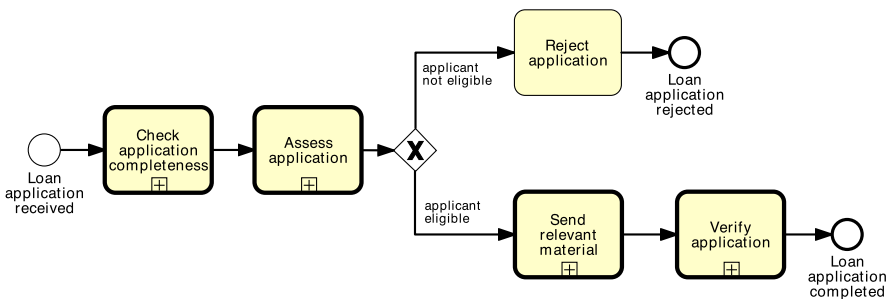 Loan
application
received
Check
application
completeness
Assess
application
X
applicant
not eligible
Reject
application
Loan
application
rejected
applicant
eligible
Send
relevant
material
Verify
application
Loan
application
completed